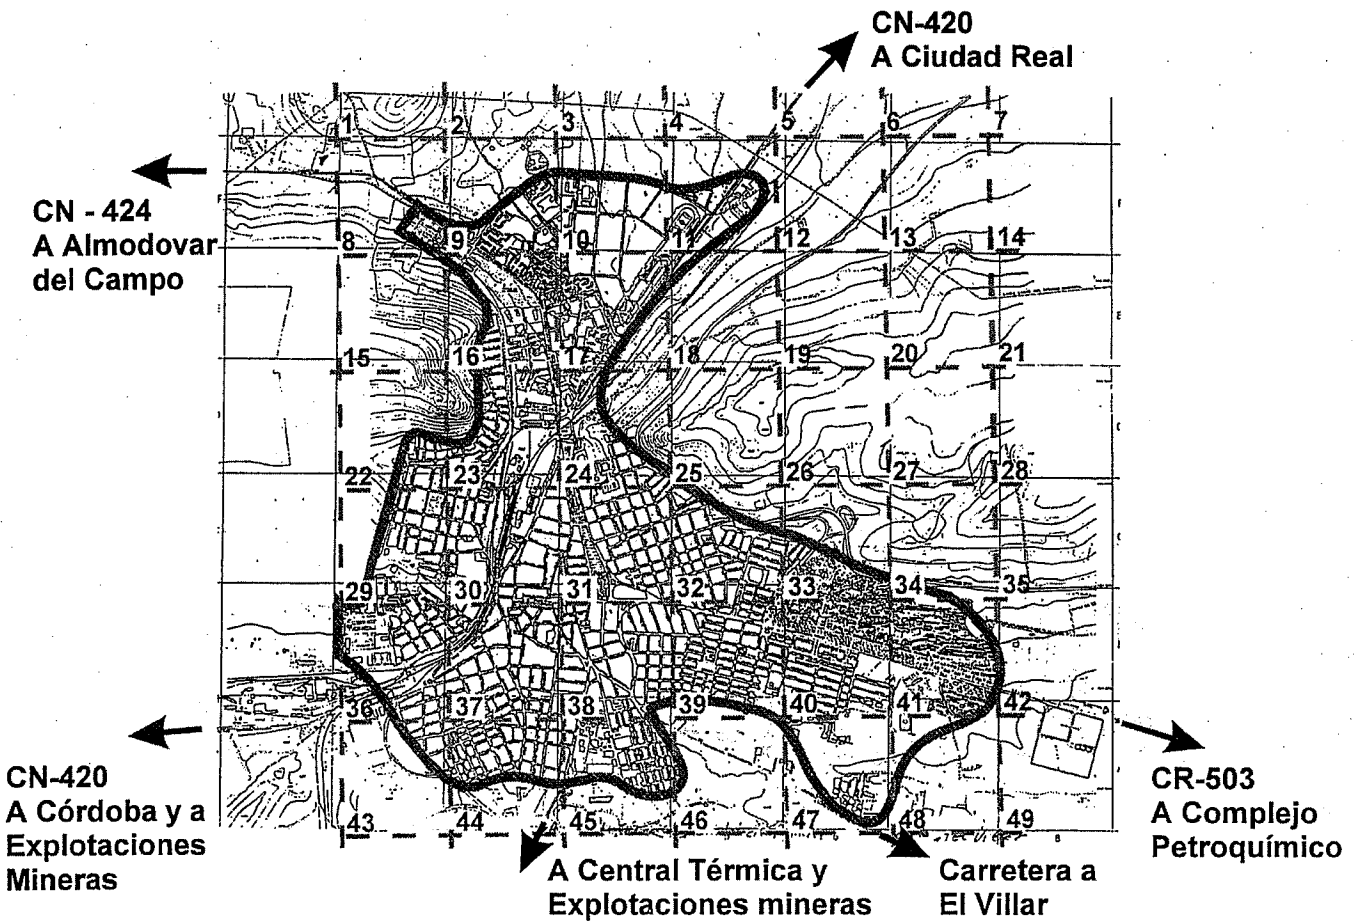 CN-420
A Ciudad Real
1 2 3 4 5 6 7
CN - 424
A Almodovar
del Campo
8 9 10 11 12 13 14
15 16 17 18 19 20 21
22 23 24 25 26 27 28
29 30 31 32 33 34 35
36 37 38 39 40 41 42
CN-420
A Córdoba y a
Explotaciones
Mineras
CR-503
A Complejo
Petroquímico
43 44 45 46 47 48 49
A Central Térmica y
Explotaciones mineras
Carretera a
El Villar